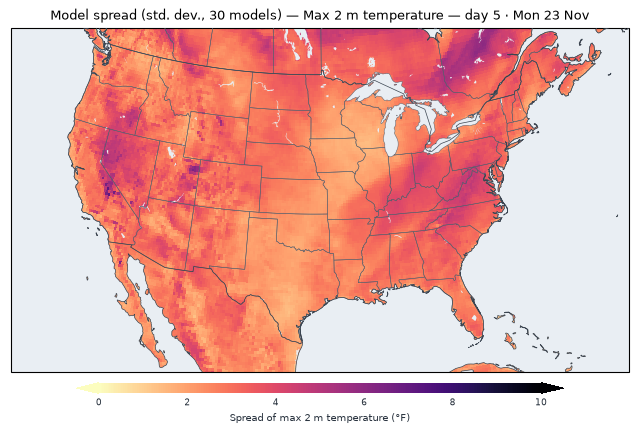 Model spread (std. dev., 30 models) — Max 2 m temperature — day 5 · Mon 23 Nov
0 2 4 6 8 10
Spread of max 2 m temperature (°F)